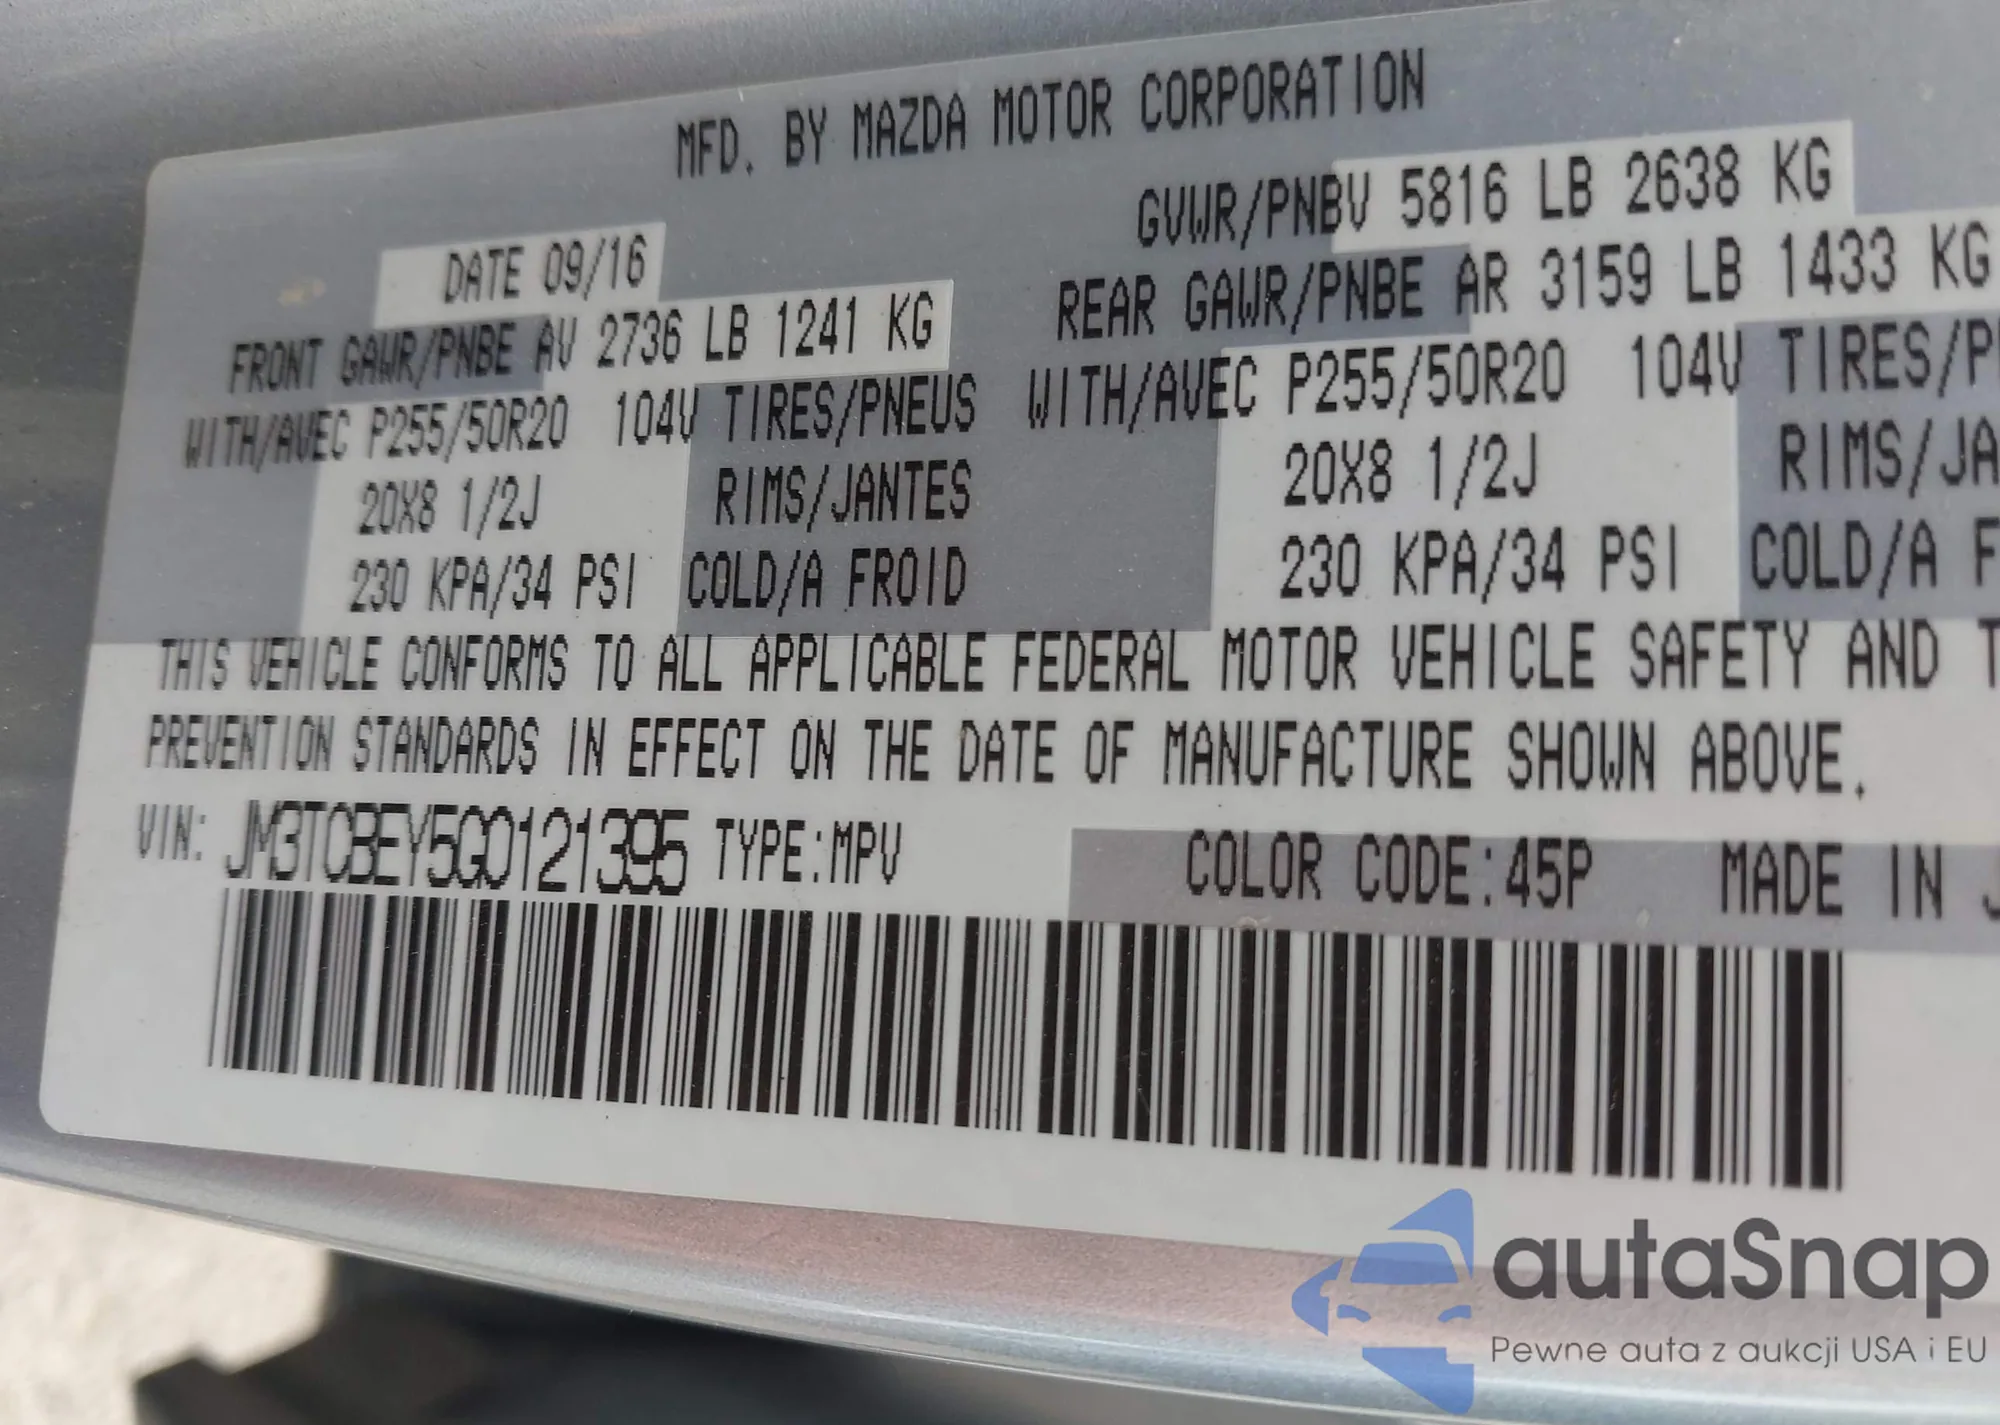 MFD. BY MAZDA MOTOR CORPORATION
DATE 09/16
GVWR/PNBV 5816 LB 2638 KG
FRONT GAWR/PNBE AV 2736 LB 1241 KG
REAR GAWR/PNBE AR 3159 LB 1433 KG
WITH/AVEC P255/50R20 104V TIRES/PNEUS
WITH/AVEC P255/50R20 104V TIRES/P
20X8 1/2J RIMS/JANTES
20X8 1/2J RIMS/JA
230 KPA/34 PSI COLD/A FROID
230 KPA/34 PSI COLD/A F
THIS VEHICLE CONFORMS TO ALL APPLICABLE FEDERAL MOTOR VEHICLE SAFETY AND T
PREVENTION STANDARDS IN EFFECT ON THE DATE OF MANUFACTURE SHOWN ABOVE.
VIN: JM3TCBEY5G0121395 TYPE:MPV COLOR CODE:45P MADE IN J
autaSnap
Pewne auta z aukcji USA i EU